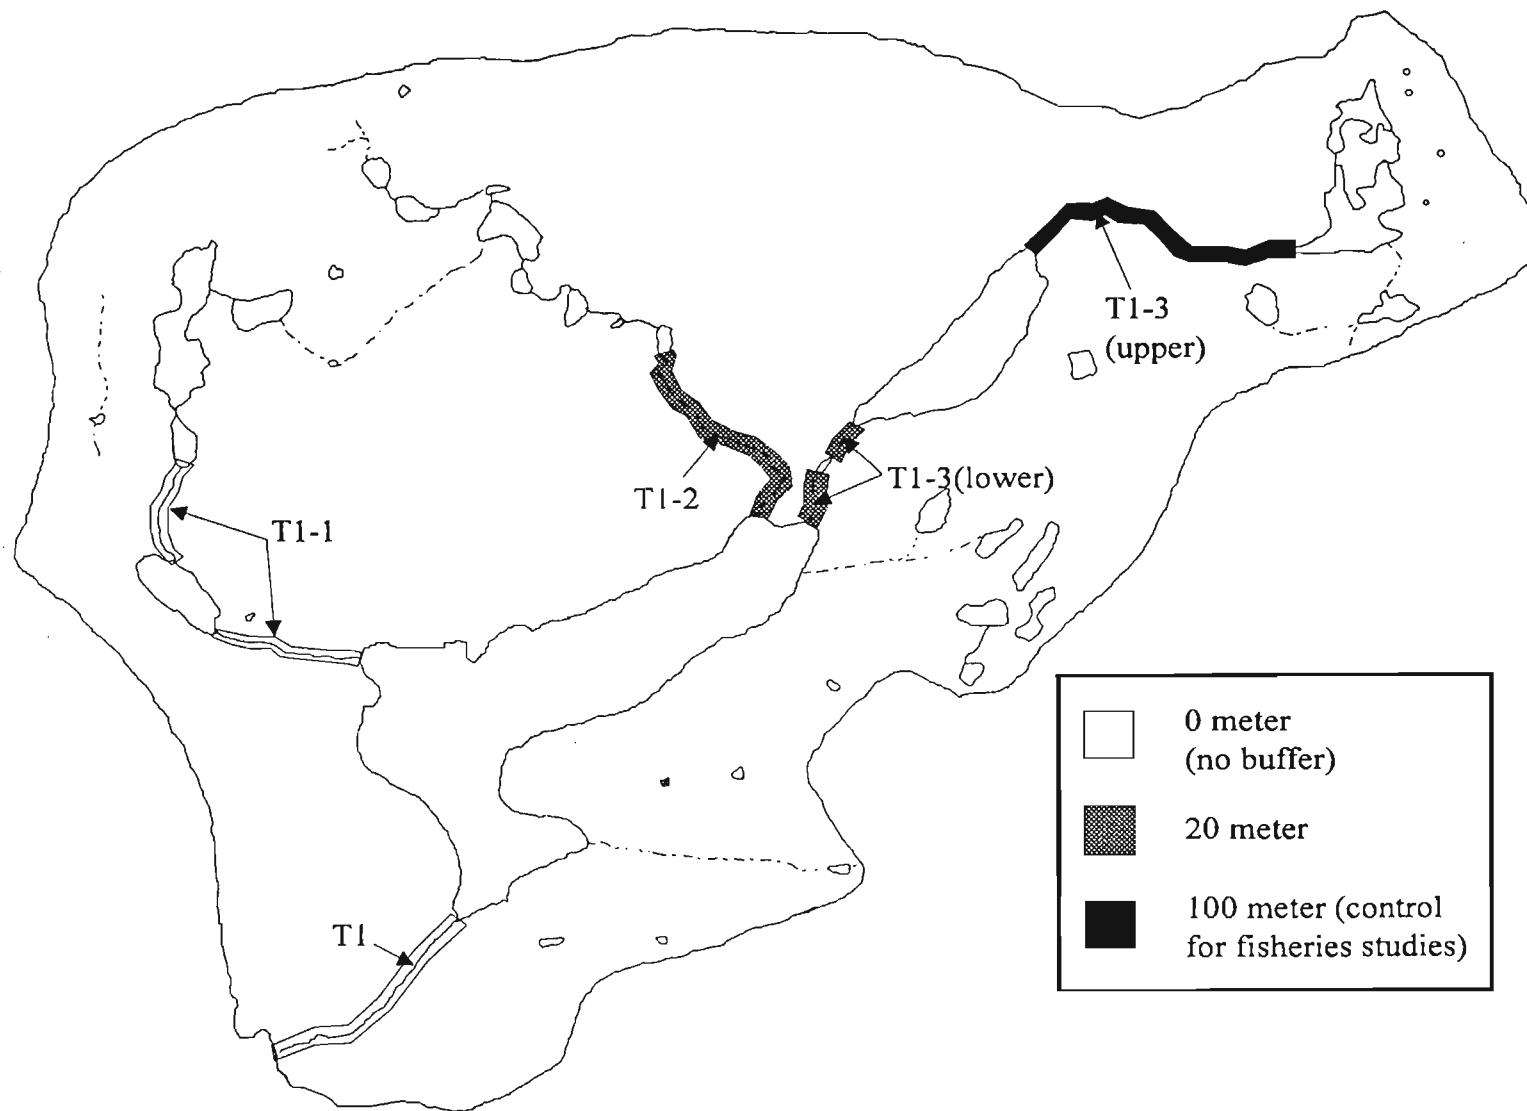 T1-3
(upper)
T1-2
T1-3(lower)
T1-1
T1
0 meter
(no buffer)
20 meter
100 meter (control
for fisheries studies)